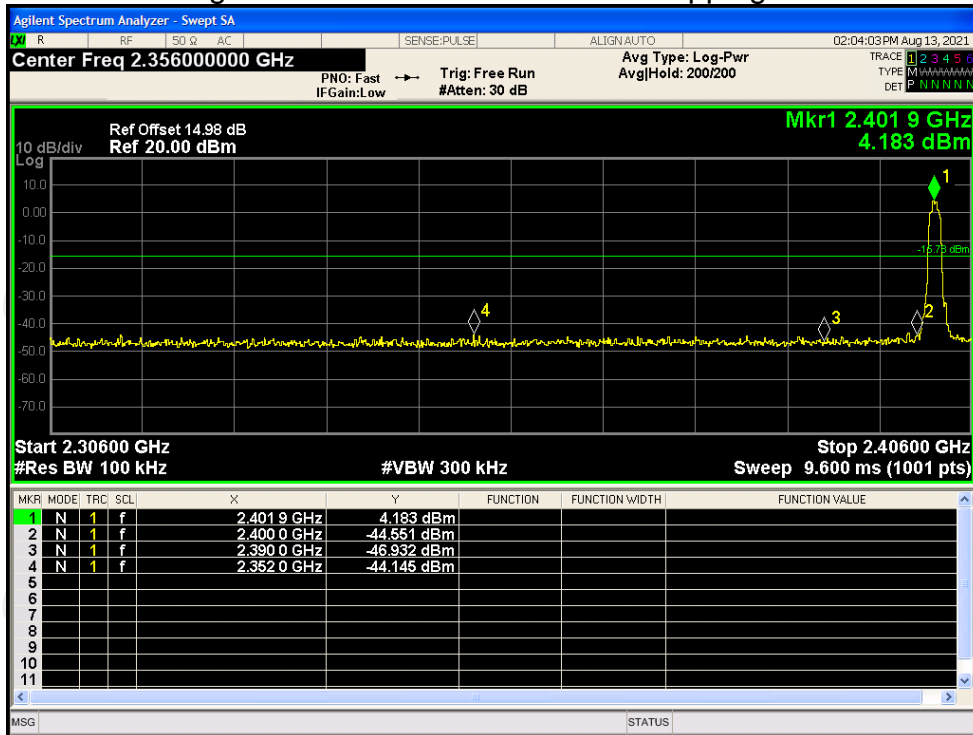 Agilent Spectrum Analyzer - Swept SA
LXI R RF 50 Ω AC SENSE:PULSE ALIGN AUTO 02:04:03 PM Aug 13, 2021
Center Freq 2.356000000 GHz
PNO: Fast
IFGain:Low
Trig: Free Run
#Atten: 30 dB
Avg Type: Log-Pwr
Avg|Hold: 200/200
TRACE 1 2 3 4 5 6
TYPE M
DET P N N N N N
Mkr1 2.401 9 GHz
4.183 dBm
Ref Offset 14.98 dB
10 dB/div Ref 20.00 dBm
Log
10.0
0.00
-10.0
-20.0
-30.0
-40.0
-50.0
-60.0
-70.0
1
-15.73 dBm
4
3
2
Start 2.30600 GHz Stop 2.40600 GHz
#Res BW 100 kHz #VBW 300 kHz Sweep 9.600 ms (1001 pts)
MKR MODE TRC SCL X Y FUNCTION FUNCTION WIDTH FUNCTION VALUE
1 N 1 f 2.401 9 GHz 4.183 dBm
2 N 1 f 2.400 0 GHz -44.551 dBm
3 N 1 f 2.390 0 GHz -46.932 dBm
4 N 1 f 2.352 0 GHz -44.145 dBm
5
6
7
8
9
10
11
MSG STATUS